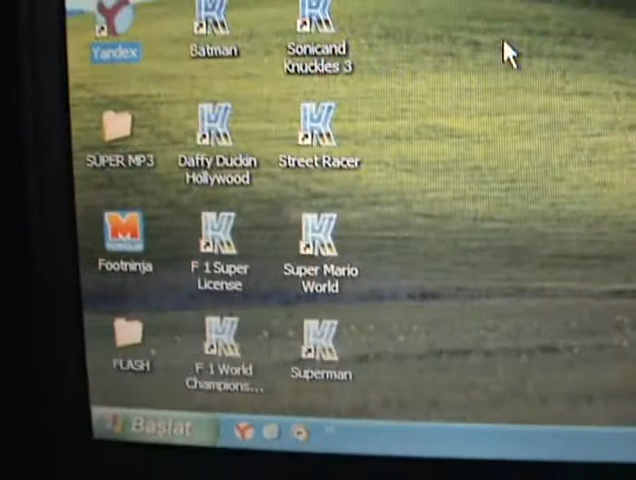 Yandex
Batman
Sonicand
Knuckles 3
SUPER MP3
Daffy Duckin
Hollywood
Street Racer
M
Footninja
F 1 Super
License
Super Mario
World
FLASH
F 1 World
Champions...
Superman
Başlat